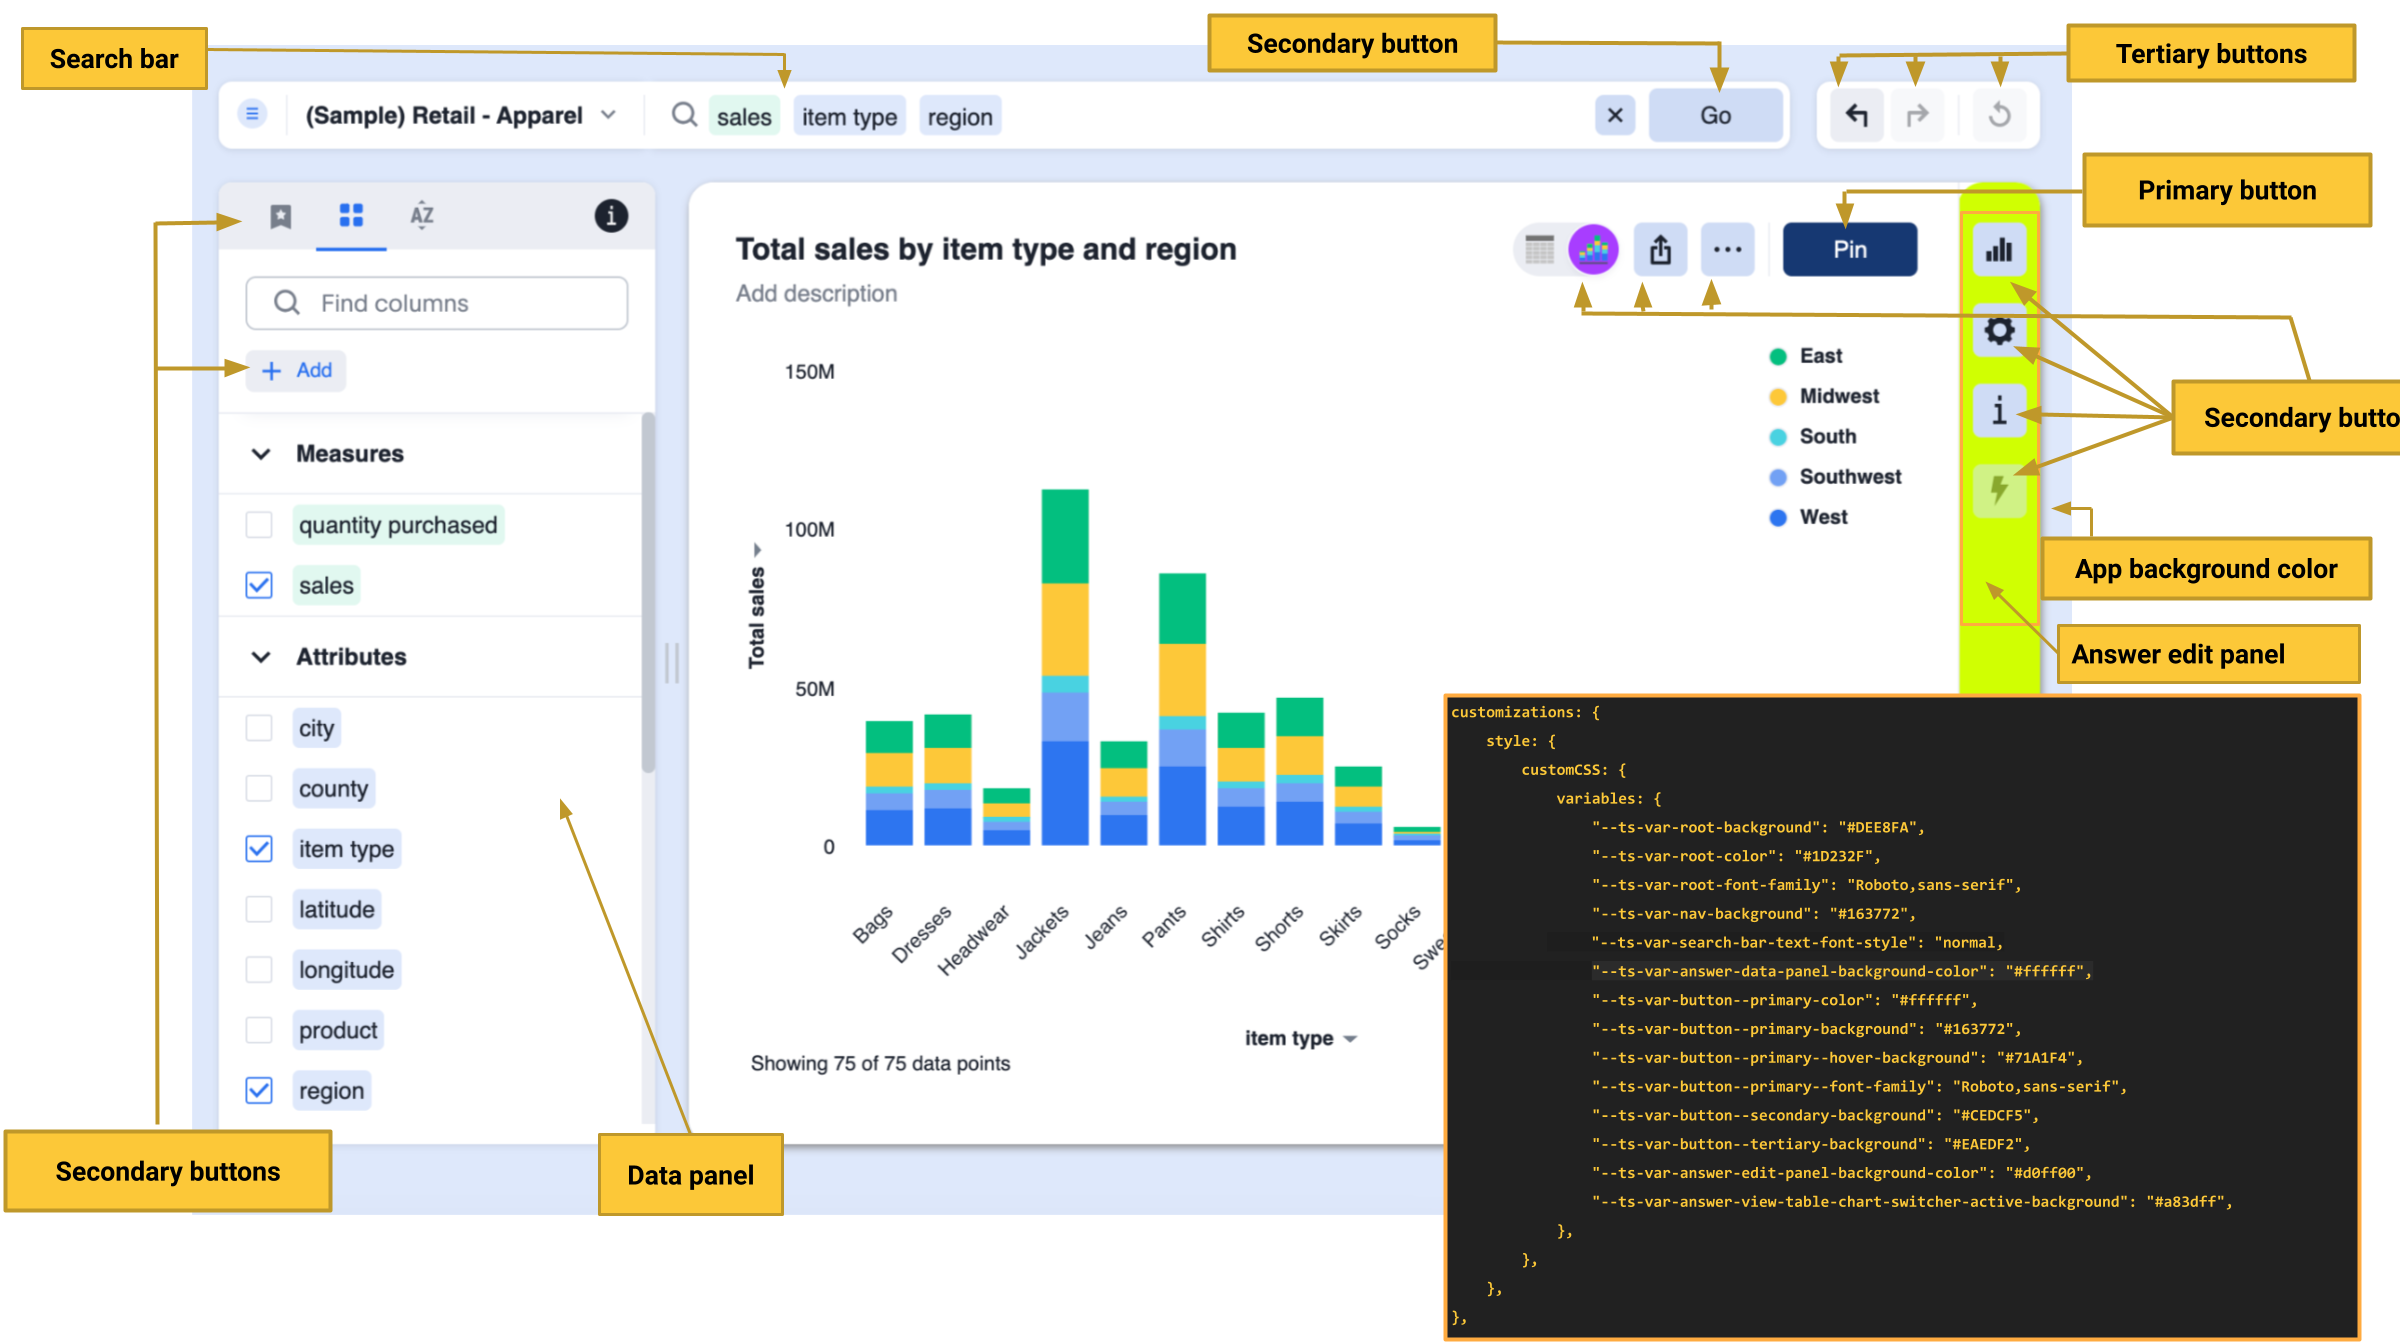 Search bar
Secondary button
Tertiary buttons
(Sample) Retail - Apparel
sales
item type
region
Go
Primary button
AZ
Total sales by item type and region
Pin
Find columns
Add description
Add
150M
East
Midwest
South
Southwest
West
Secondary butto
Measures
quantity purchased
100M
sales
App background color
Total sales
Attributes
Answer edit panel
50M
city
county
item type
0
latitude
longitude
product
region
Bags
Dresses
Headwear
Jackets
Jeans
Pants
Shirts
Shorts
Skirts
Socks
Swe
item type
Showing 75 of 75 data points
Secondary buttons
Data panel
customizations: {
style: {
customCSS: {
variables: {
"--ts-var-root-background": "#DEE8FA",
"--ts-var-root-color": "#1D232F",
"--ts-var-root-font-family": "Roboto,sans-serif",
"--ts-var-nav-background": "#163772",
"--ts-var-search-bar-text-font-style": "normal,
"--ts-var-answer-data-panel-background-color": "#ffffff",
"--ts-var-button--primary-color": "#ffffff",
"--ts-var-button--primary-background": "#163772",
"--ts-var-button--primary--hover-background": "#71A1F4",
"--ts-var-button--primary--font-family": "Roboto,sans-serif",
"--ts-var-button--secondary-background": "#CEDCF5",
"--ts-var-button--tertiary-background": "#EAEDF2",
"--ts-var-answer-edit-panel-background-color": "#d0ff00",
"--ts-var-answer-view-table-chart-switcher-active-background": "#a83dff",
},
},
},
},